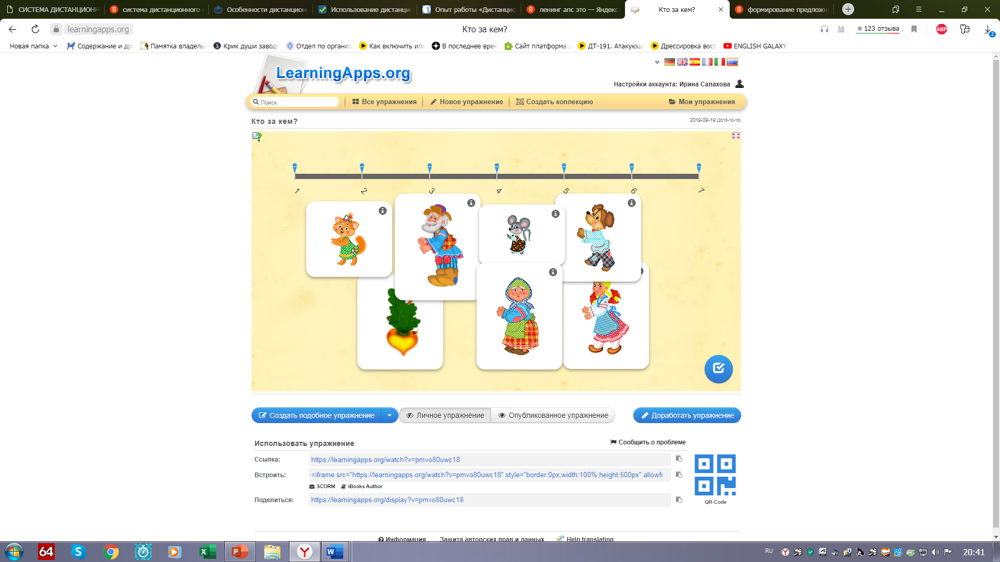 СИСТЕМА ДИСТАНЦИОНН
система дистанционного
Особенности дистанцион
Использование дистанци
Опыт работы «Дистанцио
ленинг апс это — Яндекс:
Кто за кем?
формирование предложн
learningapps.org
Кто за кем?
123 отзыва
ABP
2
Новая папка
Содержание и др
Памятка владель
Крик души завод
Отдел по организ
Как включить или
В последнее врем
Сайт платформа
ДТ-191. Атакующ
Дрессировка вост
ENGLISH GALAXY
LearningApps.org
Настройки аккаунта: Ирина Салахова
Поиск
Все упражнения
Новое упражнение
Создать коллекцию
Мои упражнения
Кто за кем?
2019-09-19 (2018-10-16)
1
2
3
4
5
6
7
Создать подобное упражнение
Личное упражнение
Опубликованное упражнение
Доработать упражнение
Использовать упражнение
Сообщить о проблеме
Ссылка:
https://learningapps.org/watch?v=pmvo80uwc18
Встроить:
<iframe src="https://learningapps.org/watch?v=pmvo80uwc18" style="border:0px;width:100%;height:500px" allowfu
SCORM
iBooks Author
Поделиться:
https://learningapps.org/display?v=pmvo80uwc18
QR-Code
Информация
Защита авторских прав и данных
Help translating
64
RU
20:41